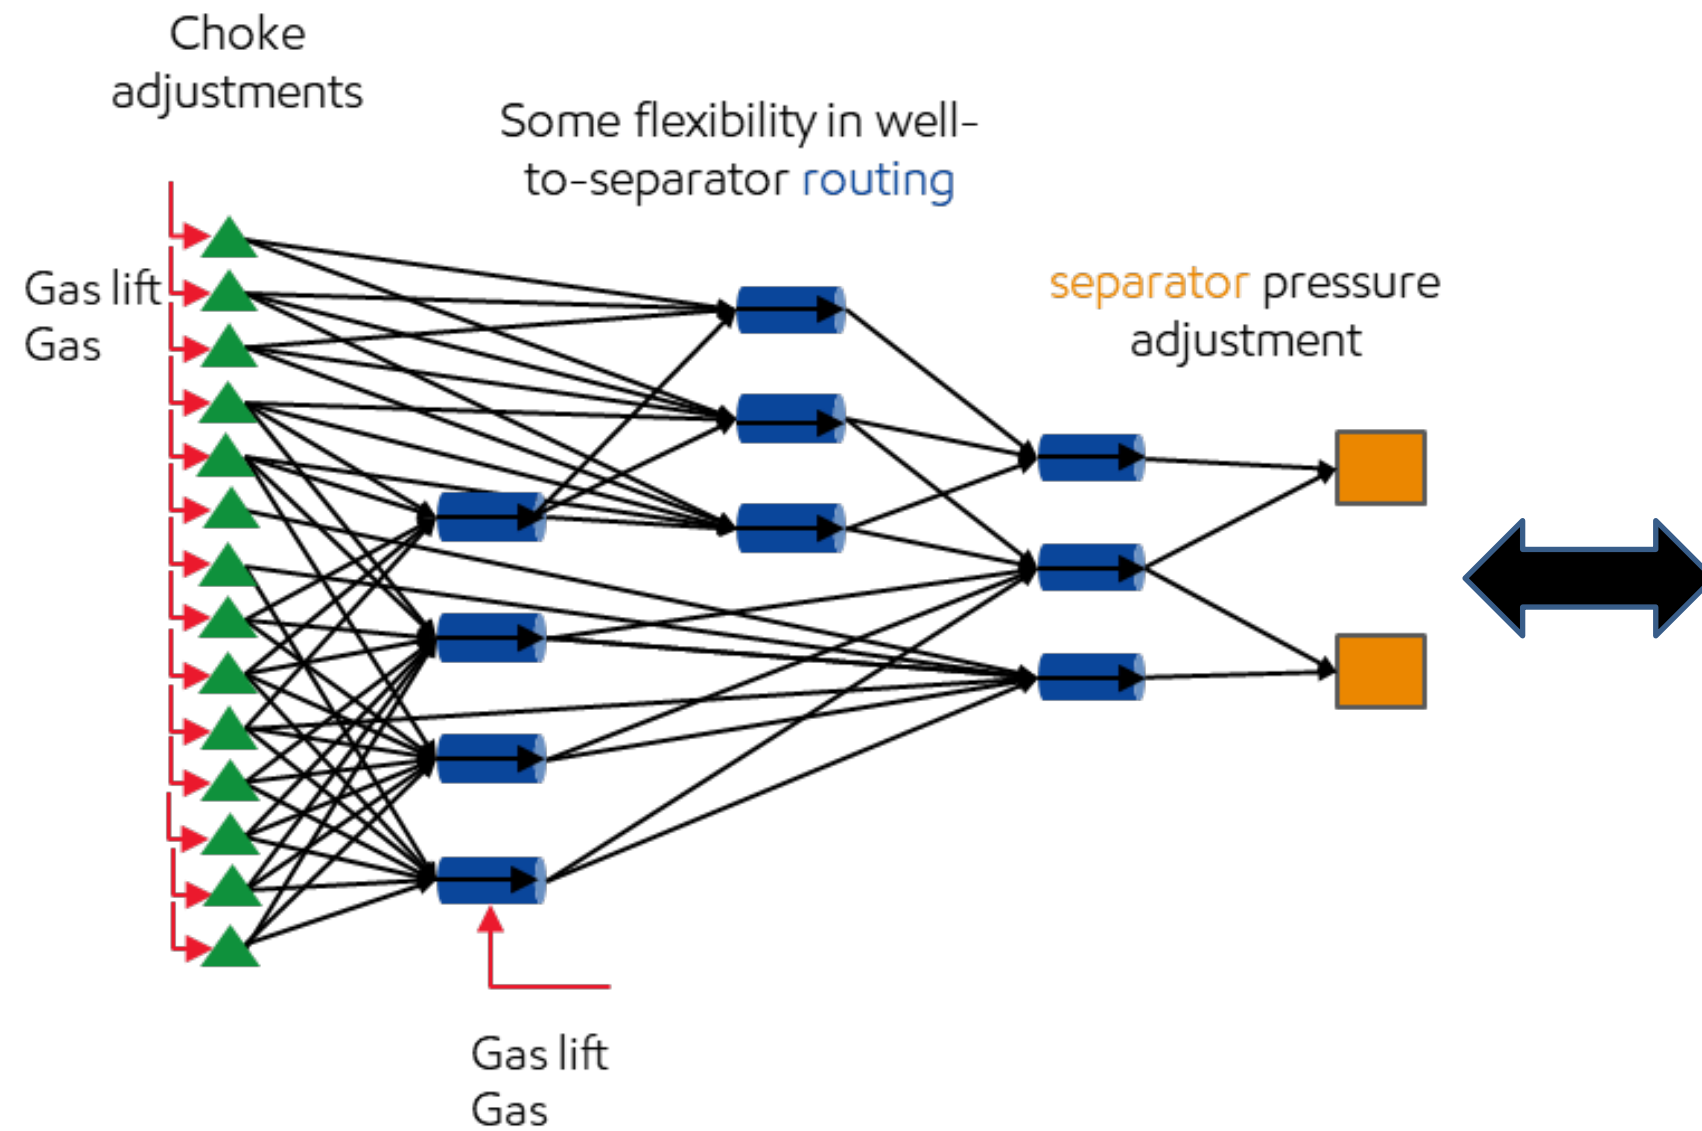 Choke
adjustments
Some flexibility in well-
to-separator routing
Gas lift
Gas
separator pressure
adjustment
Gas lift
Gas